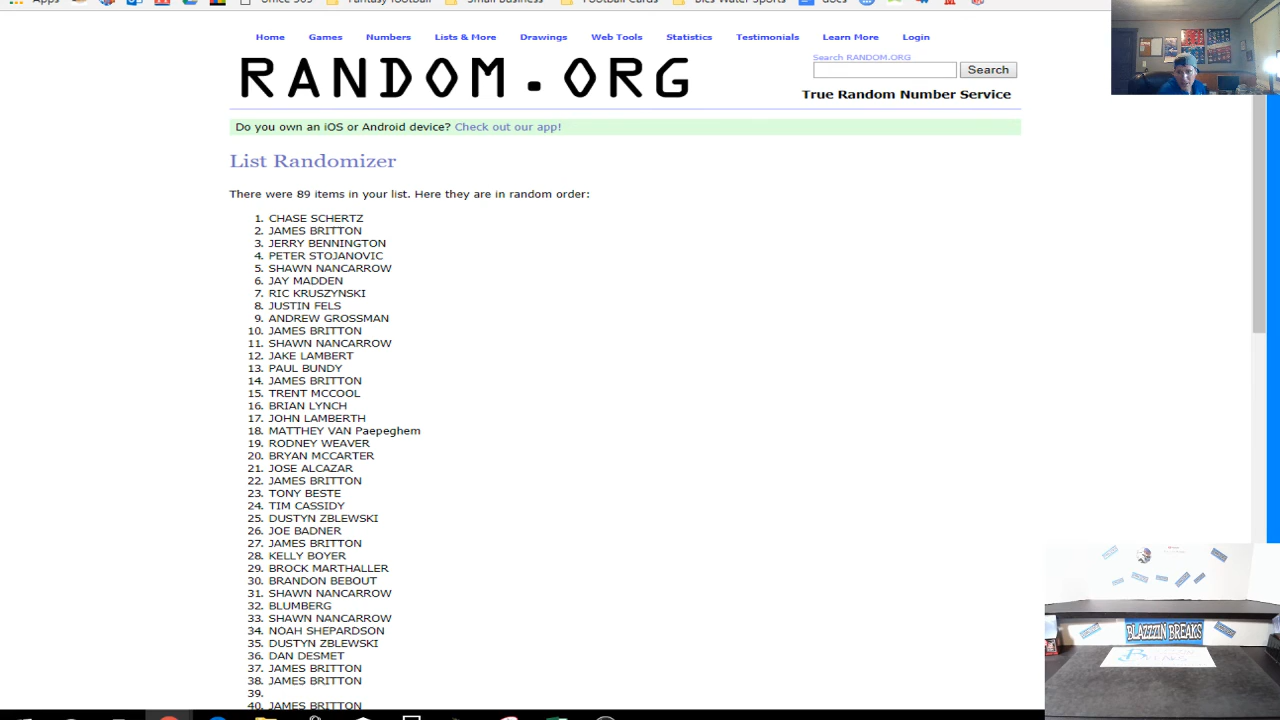 Apps
Office 365 Fantasy football Small business Football Cards Bics Water Sports docs
Home Games Numbers Lists & More Drawings Web Tools Statistics Testimonials Learn More Login
RANDOM.ORG
Search RANDOM.ORG
Search
True Random Number Service
Do you own an iOS or Android device? Check out our app!
List Randomizer
There were 89 items in your list. Here they are in random order:
1. CHASE SCHERTZ
2. JAMES BRITTON
3. JERRY BENNINGTON
4. PETER STOJANOVIC
5. SHAWN NANCARROW
6. JAY MADDEN
7. RIC KRUSZYNSKI
8. JUSTIN FELS
9. ANDREW GROSSMAN
10. JAMES BRITTON
11. SHAWN NANCARROW
12. JAKE LAMBERT
13. PAUL BUNDY
14. JAMES BRITTON
15. TRENT MCCOOL
16. BRIAN LYNCH
17. JOHN LAMBERTH
18. MATTHEY VAN Paepeghem
19. RODNEY WEAVER
20. BRYAN MCCARTER
21. JOSE ALCAZAR
22. JAMES BRITTON
23. TONY BESTE
24. TIM CASSIDY
25. DUSTYN ZBLEWSKI
26. JOE BADNER
27. JAMES BRITTON
28. KELLY BOYER
29. BROCK MARTHALLER
30. BRANDON BEBOUT
31. SHAWN NANCARROW
32. BLUMBERG
33. SHAWN NANCARROW
34. NOAH SHEPARDSON
35. DUSTYN ZBLEWSKI
36. DAN DESMET
37. JAMES BRITTON
38. JAMES BRITTON
39.
40. JAMES BRITTON
BLAZZZIN BREAKS